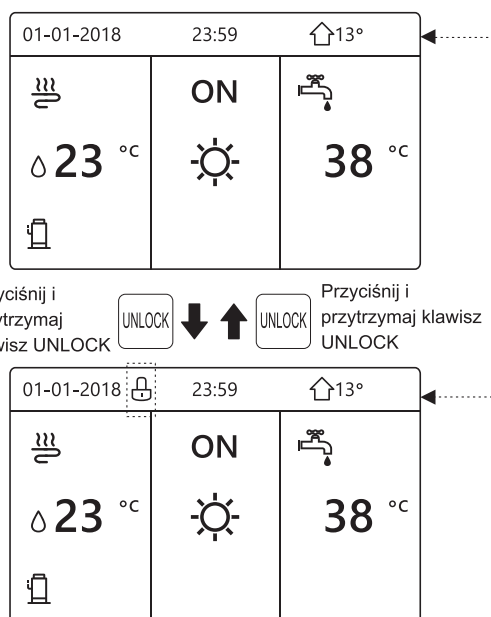 01-01-2018 23:59 13°
ON
23 °C 38 °C
UNLOCK UNLOCK
UNLOCK
Przyciśnij i
przytrzymaj klawisz
UNLOCK
01-01-2018 23:59 13°
ON
23 °C 38 °C